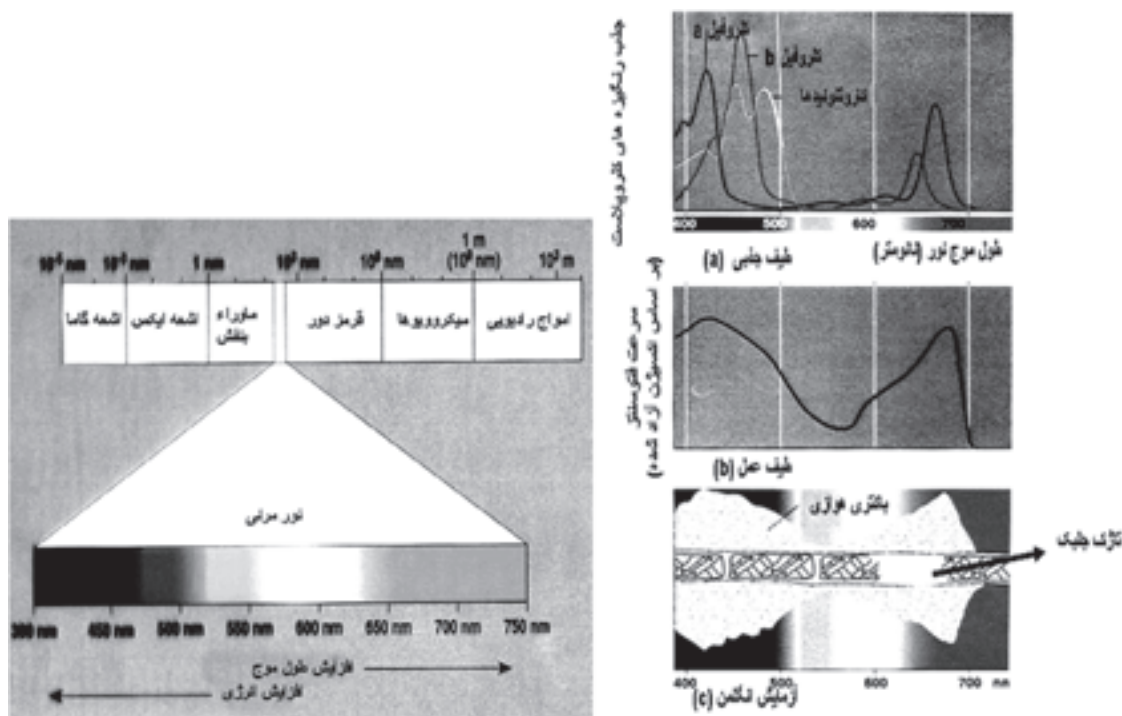 1 m
10⁻⁵ nm 10⁻³ nm 1 nm 10³ nm 10⁶ nm (10⁹ nm) 10³ m
اشعه گاما
اشعه ایکس
ماوراء
بنفش
قرمز دور
میکروویوها
امواج رادیویی
نور مرئی
450 nm 500 nm 550 nm 600 nm 650 nm 700 nm 750 nm
افزایش طول موج
افزایش انرژی
جذب رنگیزه های کلروپلاست
کلروفیل a
کلروفیل b
کاروتنوئیدها
400 500 600 700
طول موج نور (نانومتر)
طیف جذبی (a)
سرعت فتوسنتز
(بر اساس اکسیژن آزاد شده)
طیف عمل (b)
باکتری هوازی
جلبک
400 500 600 700 nm
(c) آزمایش